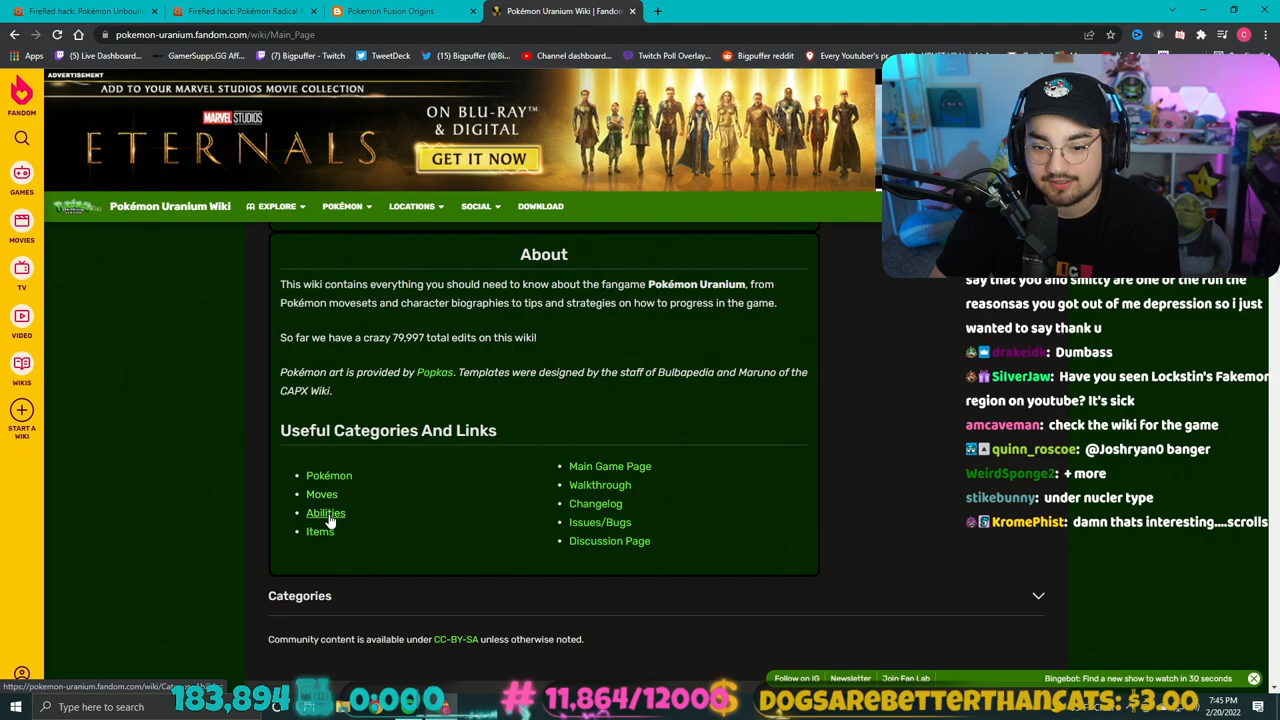 FireRed hack: Pokémon Unboun
FireRed hack: Pokémon Radical R
Pokemon Fusion Origins
Pokémon Uranium Wiki | Fandom
pokemon-uranium.fandom.com/wiki/Main_Page
Apps
(5) Live Dashboard...
GamerSupps.GG Aff...
(7) Bigpuffer - Twitch
TweetDeck
(15) Bigpuffer (@Bi...
Channel dashboard...
Twitch Poll Overlay...
Bigpuffer reddit
Every Youtube's p
ADVERTISEMENT
ADD TO YOUR MARVEL STUDIOS MOVIE COLLECTION
MARVEL STUDIOS
ETERNALS
ON BLU-RAY™
& DIGITAL
GET IT NOW
FANDOM
GAMES
MOVIES
TV
VIDEO
WIKIS
START A
WIKI
Pokémon Uranium Wiki
EXPLORE
POKÉMON
LOCATIONS
SOCIAL
DOWNLOAD
About
This wiki contains everything you should need to know about the fangame Pokémon Uranium, from
Pokémon movesets and character biographies to tips and strategies on how to progress in the game.
So far we have a crazy 79,997 total edits on this wiki!
Pokémon art is provided by Popkas. Templates were designed by the staff of Bulbapedia and Maruno of the
CAPX Wiki.
Useful Categories And Links
Pokémon
Moves
Abilities
Items
Main Game Page
Walkthrough
Changelog
Issues/Bugs
Discussion Page
Categories
Community content is available under CC-BY-SA unless otherwise noted.
say that you and smitty are one of the run the
reasonsas you got out of me depression so i just
wanted to say thank u
drakeidk: Dumbass
SilverJaw: Have you seen Lockstin's Fakemon
region on youtube? It's sick
amcaveman: check the wiki for the game
quinn_roscoe: @Joshryan0 banger
WeirdSponge2: + more
stikebunny: under nucler type
KromePhist: damn thats interesting....scrolls
Follow on IG
Newsletter
Join Fan Lab
Bingebot: Find a new show to watch in 30 seconds
183,894
0:000
# 11,864/12000
$ DOGSAREBETTERTHANCATS: $3.00
Type here to search
7:45 PM
2/20/2022